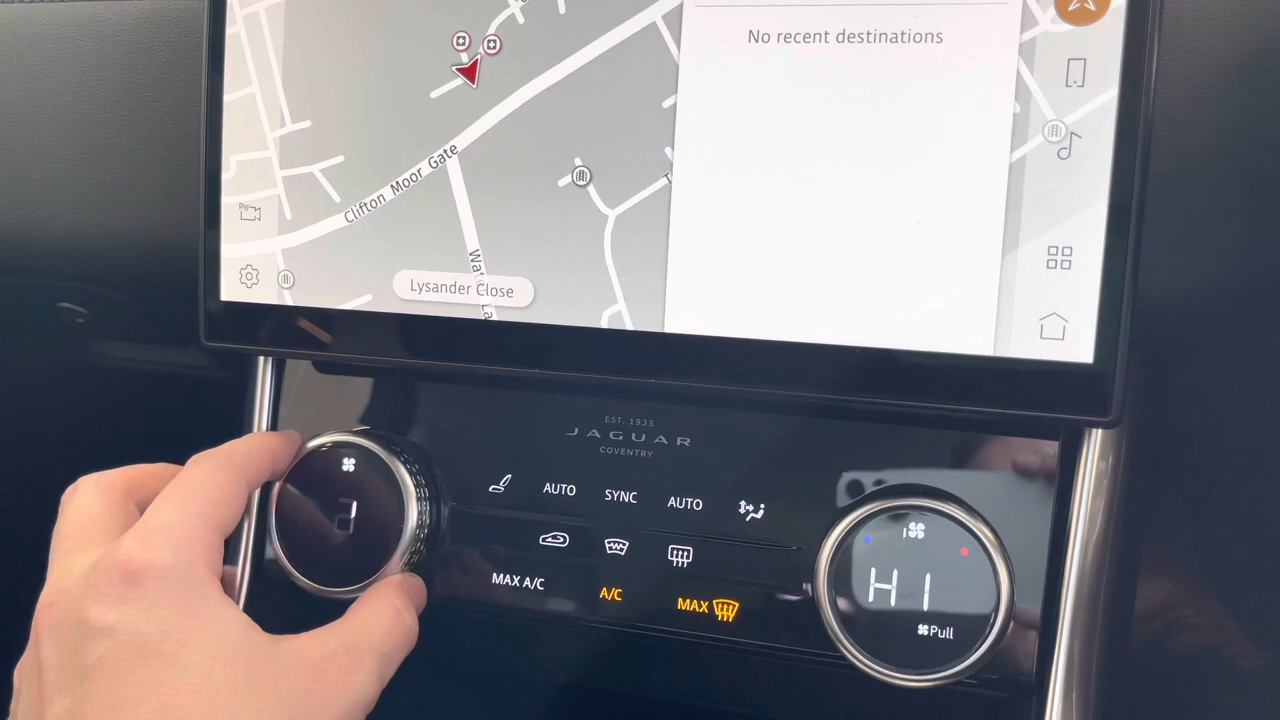 No recent destinations
Clifton Moor Gate
Lysander Close
EST. 1935
JAGUAR
COVENTRY
AUTO
SYNC
AUTO
MAX A/C
A/C
MAX
HI
Pull